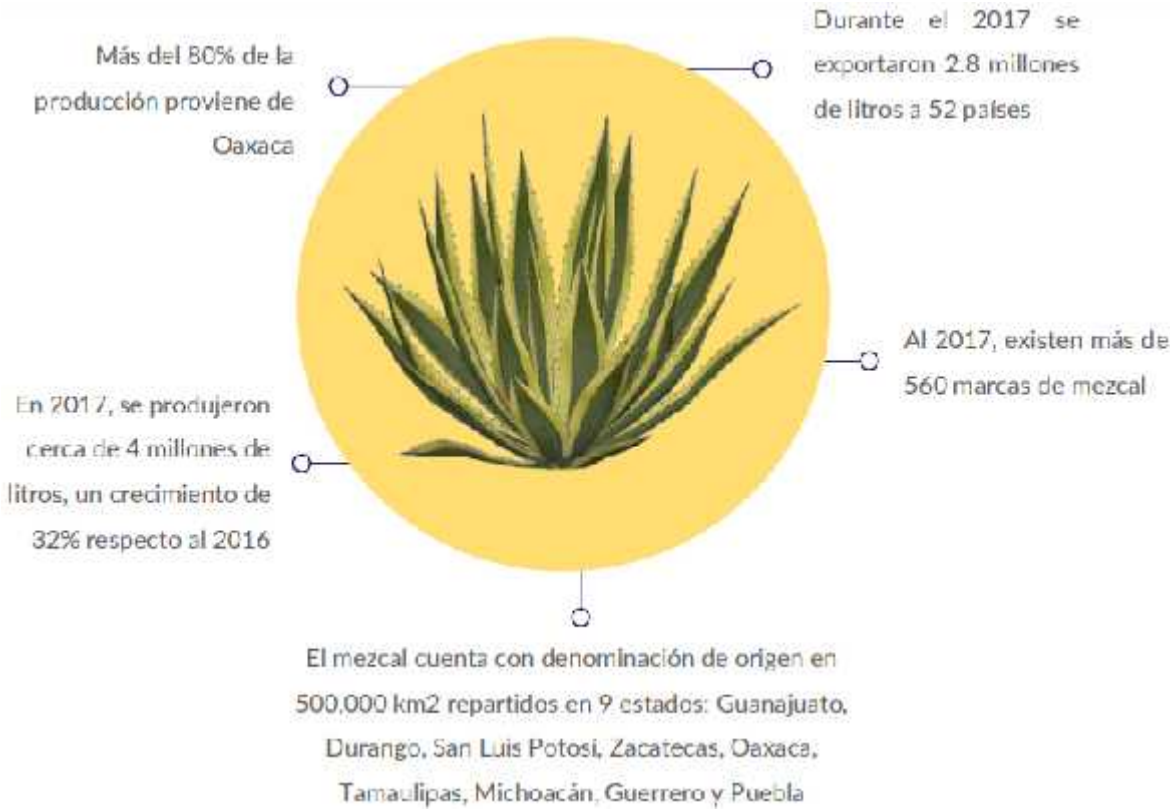 Más del 80% de la
producción proviene de
Oaxaca
Durante el 2017 se
exportaron 2.8 millones
de litros a 52 países
Al 2017, existen más de
560 marcas de mezcal
En 2017, se produjeron
cerca de 4 millones de
litros, un crecimiento de
32% respecto al 2016
El mezcal cuenta con denominación de origen en
500,000 km2 repartidos en 9 estados: Guanajuato,
Durango, San Luis Potosí, Zacatecas, Oaxaca,
Tamaulipas, Michoacán, Guerrero y Puebla